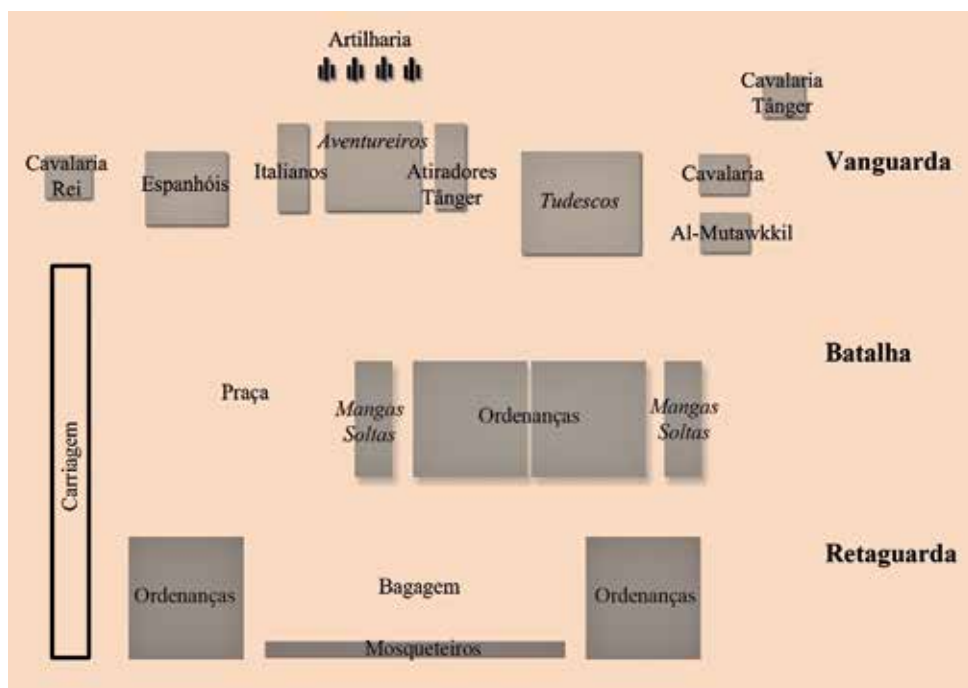 Artilharia
Cavalaria
Tânger
Cavalaria
Rei
Espanhóis
Italianos
Aventureiros
Atiradores
Tânger
Tudescos
Cavalaria
Al-Mutawkkil
Vanguarda
Carriagem
Praça
Mangas
Soltas
Ordenanças
Mangas
Soltas
Batalha
Ordenanças
Bagagem
Mosqueteiros
Ordenanças
Retaguarda